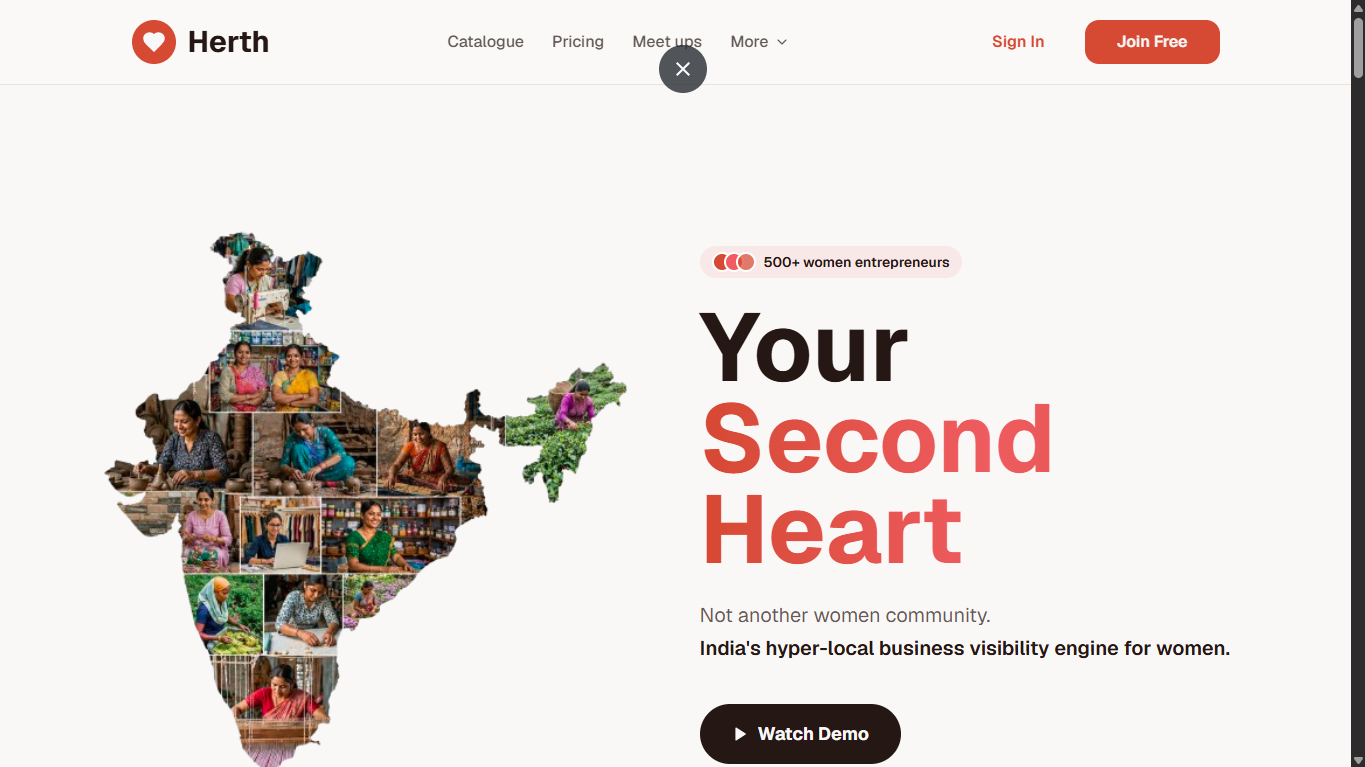 Herth
Catalogue
Pricing
Meet ups
More
Sign In
Join Free
500+ women entrepreneurs
Your
Second
Heart
Not another women community.
India's hyper-local business visibility engine for women.
Watch Demo